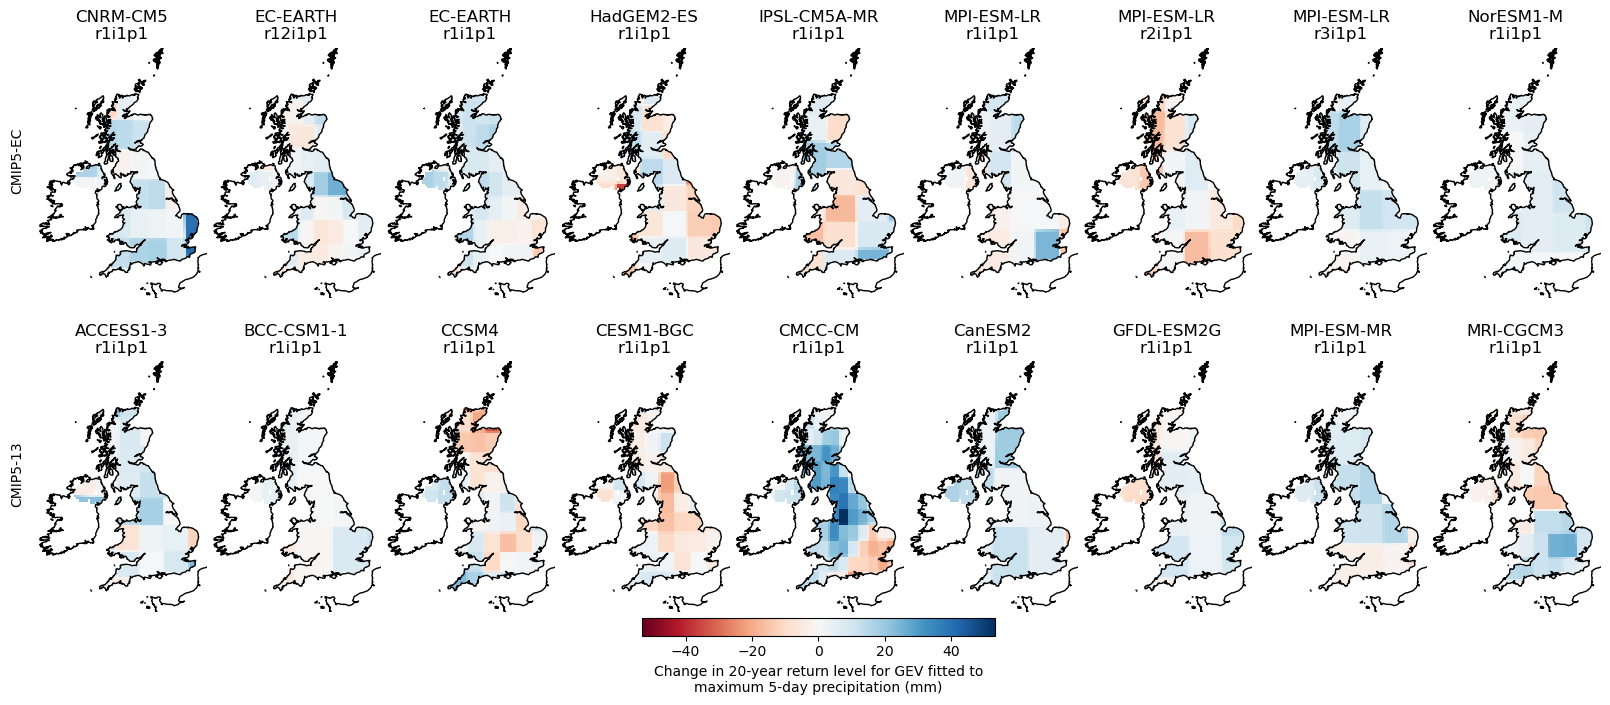 CNRM-CM5 EC-EARTH EC-EARTH HadGEM2-ES IPSL-CM5A-MR MPI-ESM-LR MPI-ESM-LR MPI-ESM-LR NorESM1-M
r1i1p1 r12i1p1 r1i1p1 r1i1p1 r1i1p1 r1i1p1 r2i1p1 r3i1p1 r1i1p1
CMIP5-EC
ACCESS1-3 BCC-CSM1-1 CCSM4 CESM1-BGC CMCC-CM CanESM2 GFDL-ESM2G MPI-ESM-MR MRI-CGCM3
r1i1p1 r1i1p1 r1i1p1 r1i1p1 r1i1p1 r1i1p1 r1i1p1 r1i1p1 r1i1p1
CMIP5-13
−40 −20 0 20 40
Change in 20-year return level for GEV fitted to
maximum 5-day precipitation (mm)